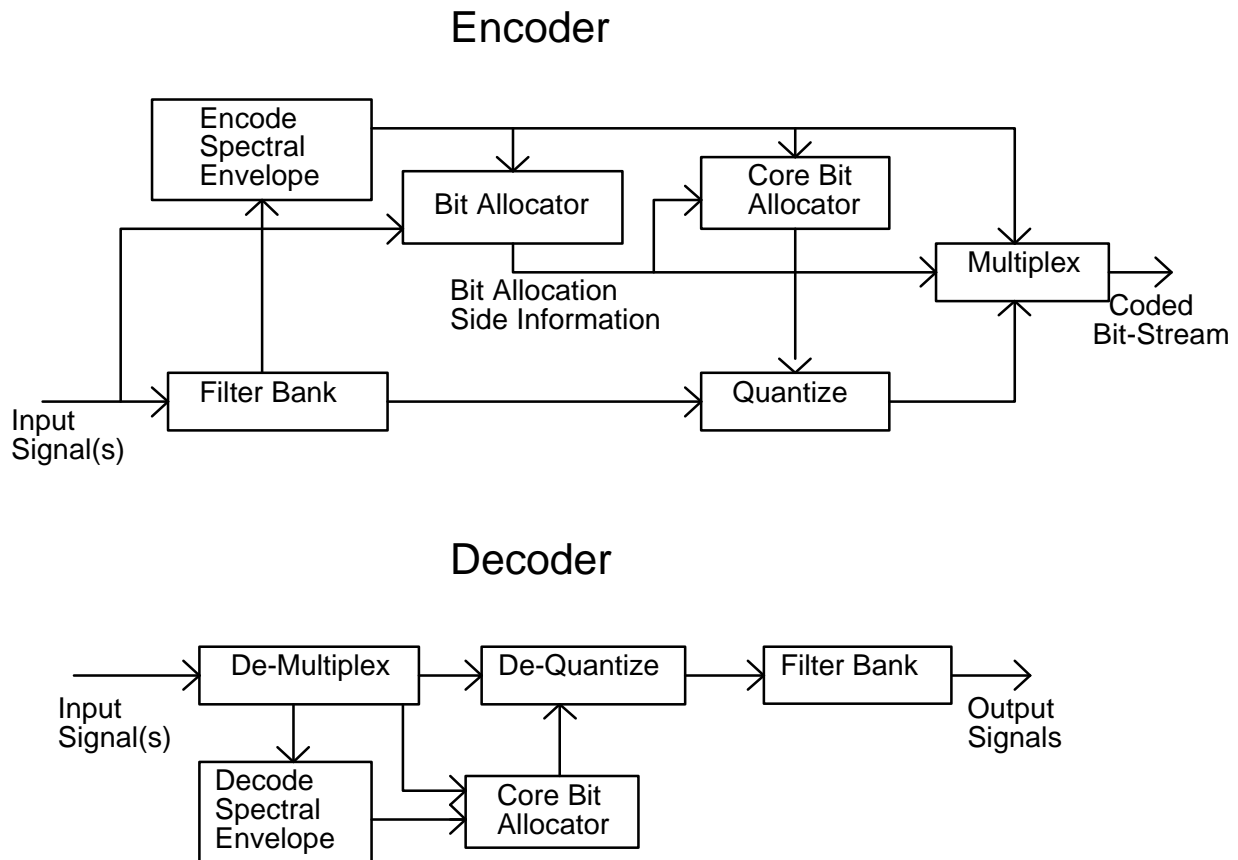 Encoder
Encode
Spectral
Envelope
Bit Allocator
Core Bit
Allocator
Multiplex
Bit Allocation
Side Information
Coded
Bit-Stream
Filter Bank
Quantize
Input
Signal(s)
Decoder
De-Multiplex
De-Quantize
Filter Bank
Input
Signal(s)
Output
Signals
Decode
Spectral
Envelope
Core Bit
Allocator